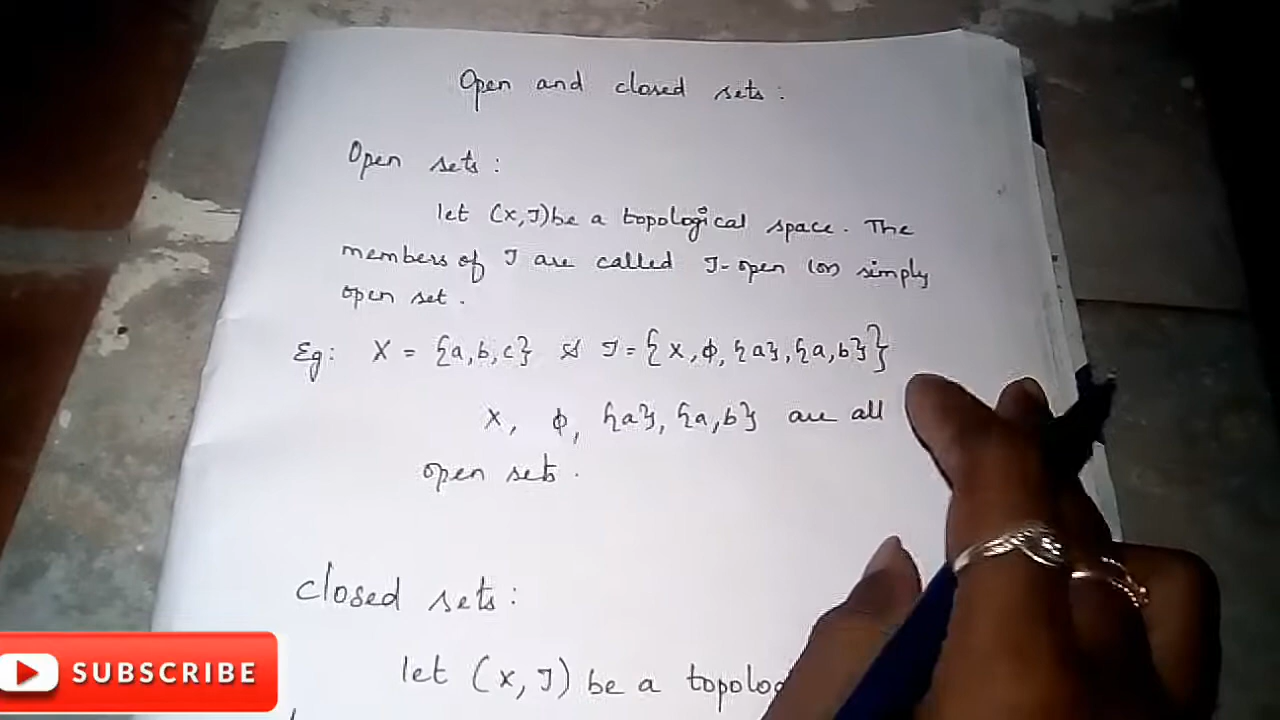 Open and closed sets:
Open sets:
let (X, J) be a topological space. The
members of J are called J-open (or) simply
open set.
Eg: X = {a, b, c} & J = {X, φ, {a}, {a, b}}
X, φ, {a}, {a, b} are all
open sets.
closed sets:
let (X, J) be a topolog
SUBSCRIBE